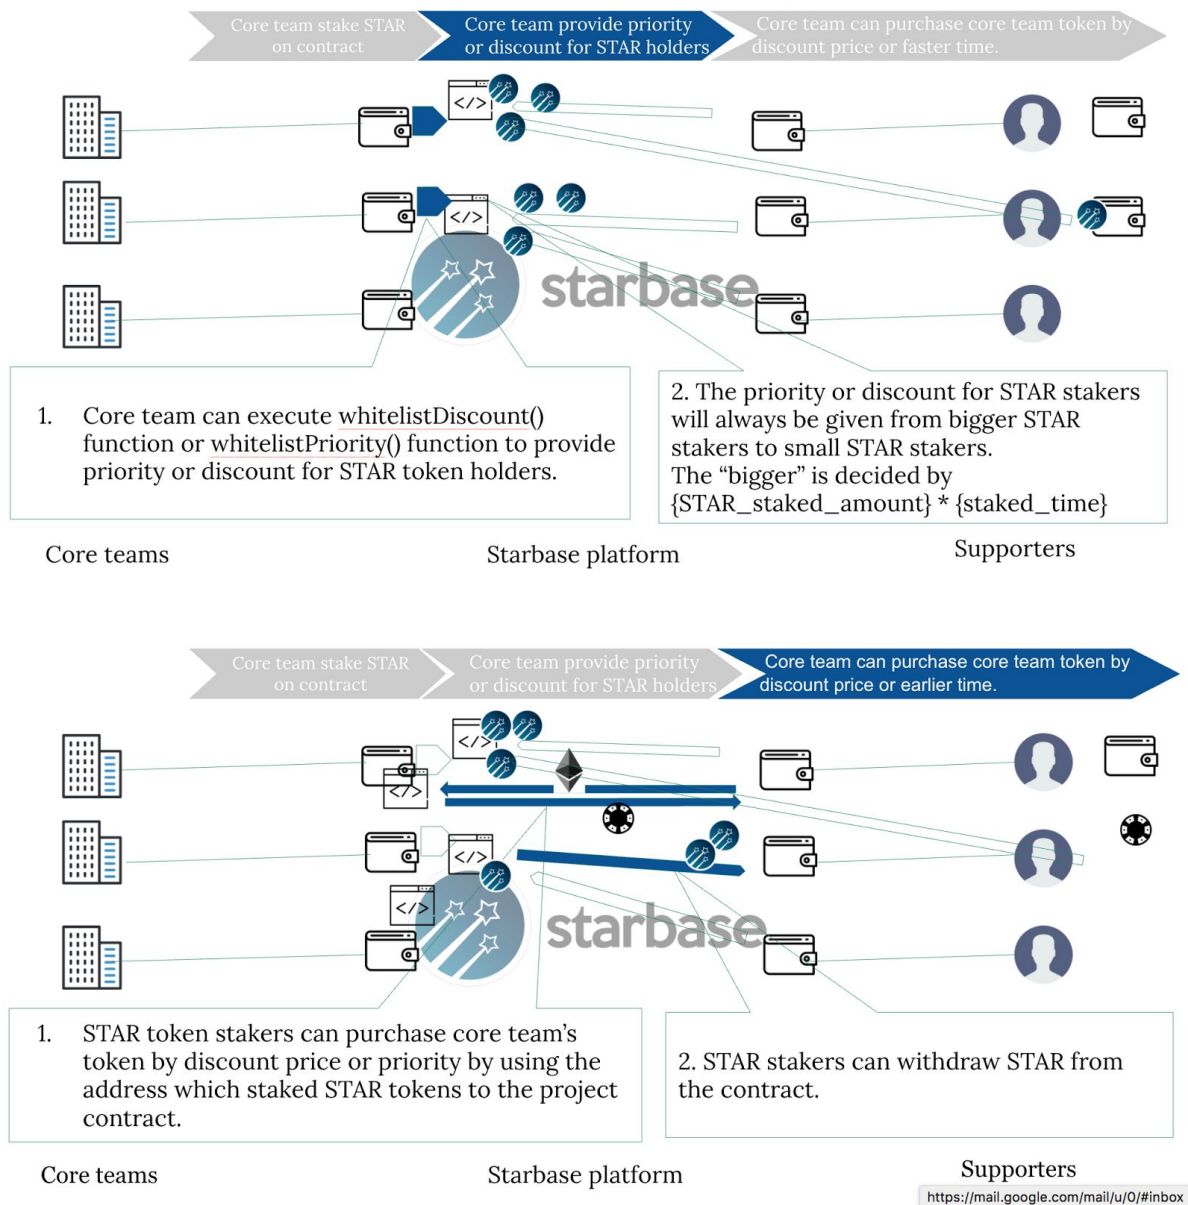 Core team stake STAR
on contract
Core team provide priority
or discount for STAR holders
Core team can purchase core team token by
discount price or faster time.
</>
</>
starbase
1. Core team can execute whitelistDiscount()
function or whitelistPriority() function to provide
priority or discount for STAR token holders.
2. The priority or discount for STAR stakers
will always be given from bigger STAR
stakers to small STAR stakers.
The “bigger” is decided by
{STAR_staked_amount} * {staked_time}
Core teams
Starbase platform
Supporters
Core team stake STAR
on contract
Core team provide priority
or discount for STAR holders
Core team can purchase core team token by
discount price or earlier time.
</>
</>
</>
</>
starbase
1. STAR token stakers can purchase core team’s
token by discount price or priority by using the
address which staked STAR tokens to the project
contract.
2. STAR stakers can withdraw STAR from
the contract.
Core teams
Starbase platform
Supporters
https://mail.google.com/mail/u/0/#inbox